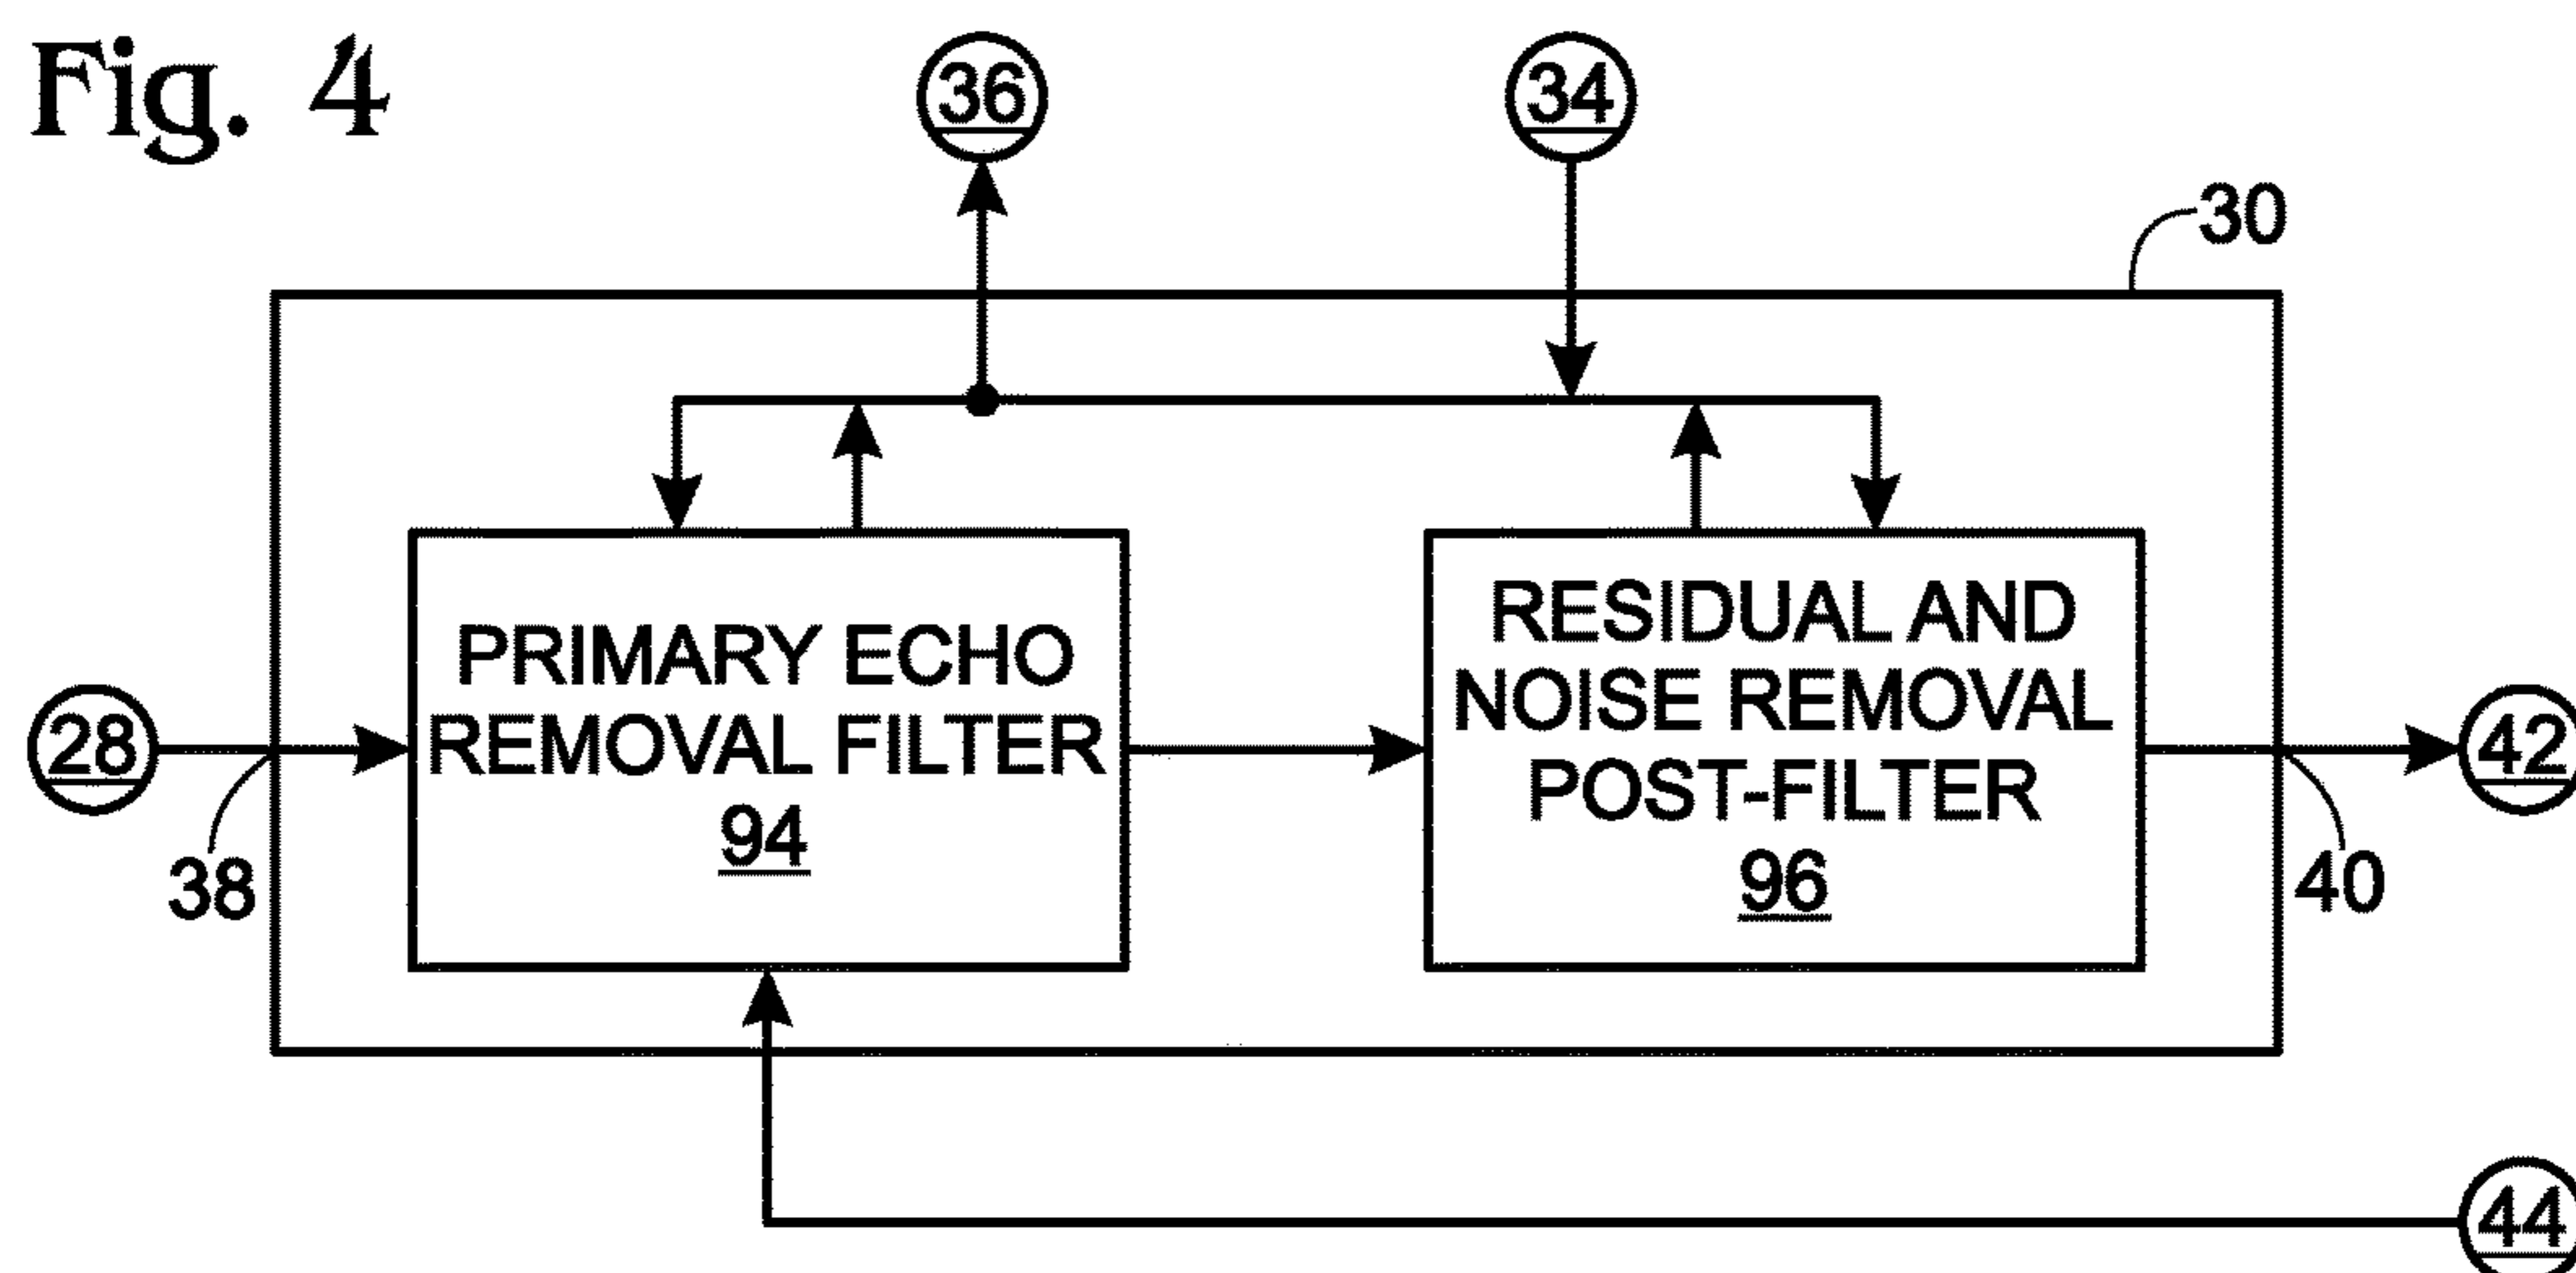 Fig. 4
36
34
30
PRIMARY ECHO
REMOVAL FILTER
94
RESIDUAL AND
NOISE REMOVAL
POST-FILTER
96
28
42
38
40
44